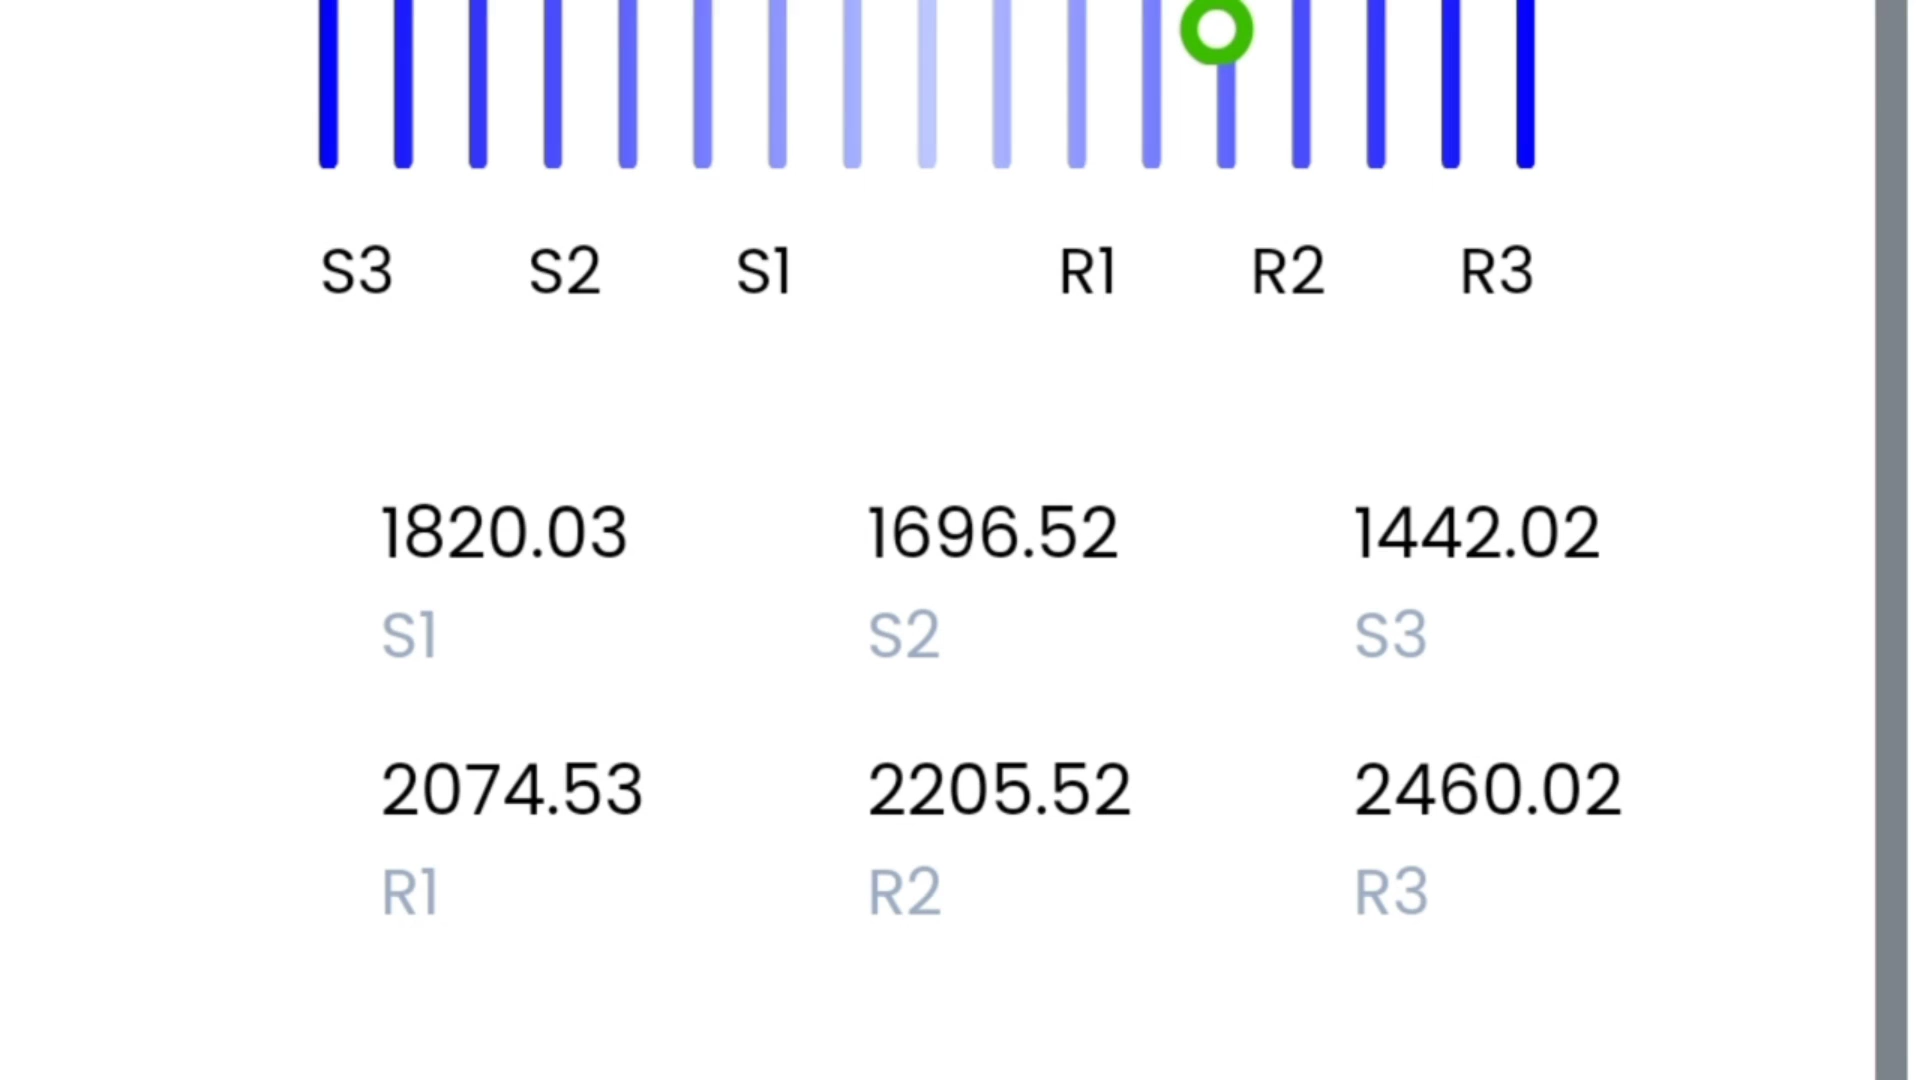 S3 S2 S1 R1 R2 R3
1820.03 1696.52 1442.02
S1 S2 S3
2074.53 2205.52 2460.02
R1 R2 R3